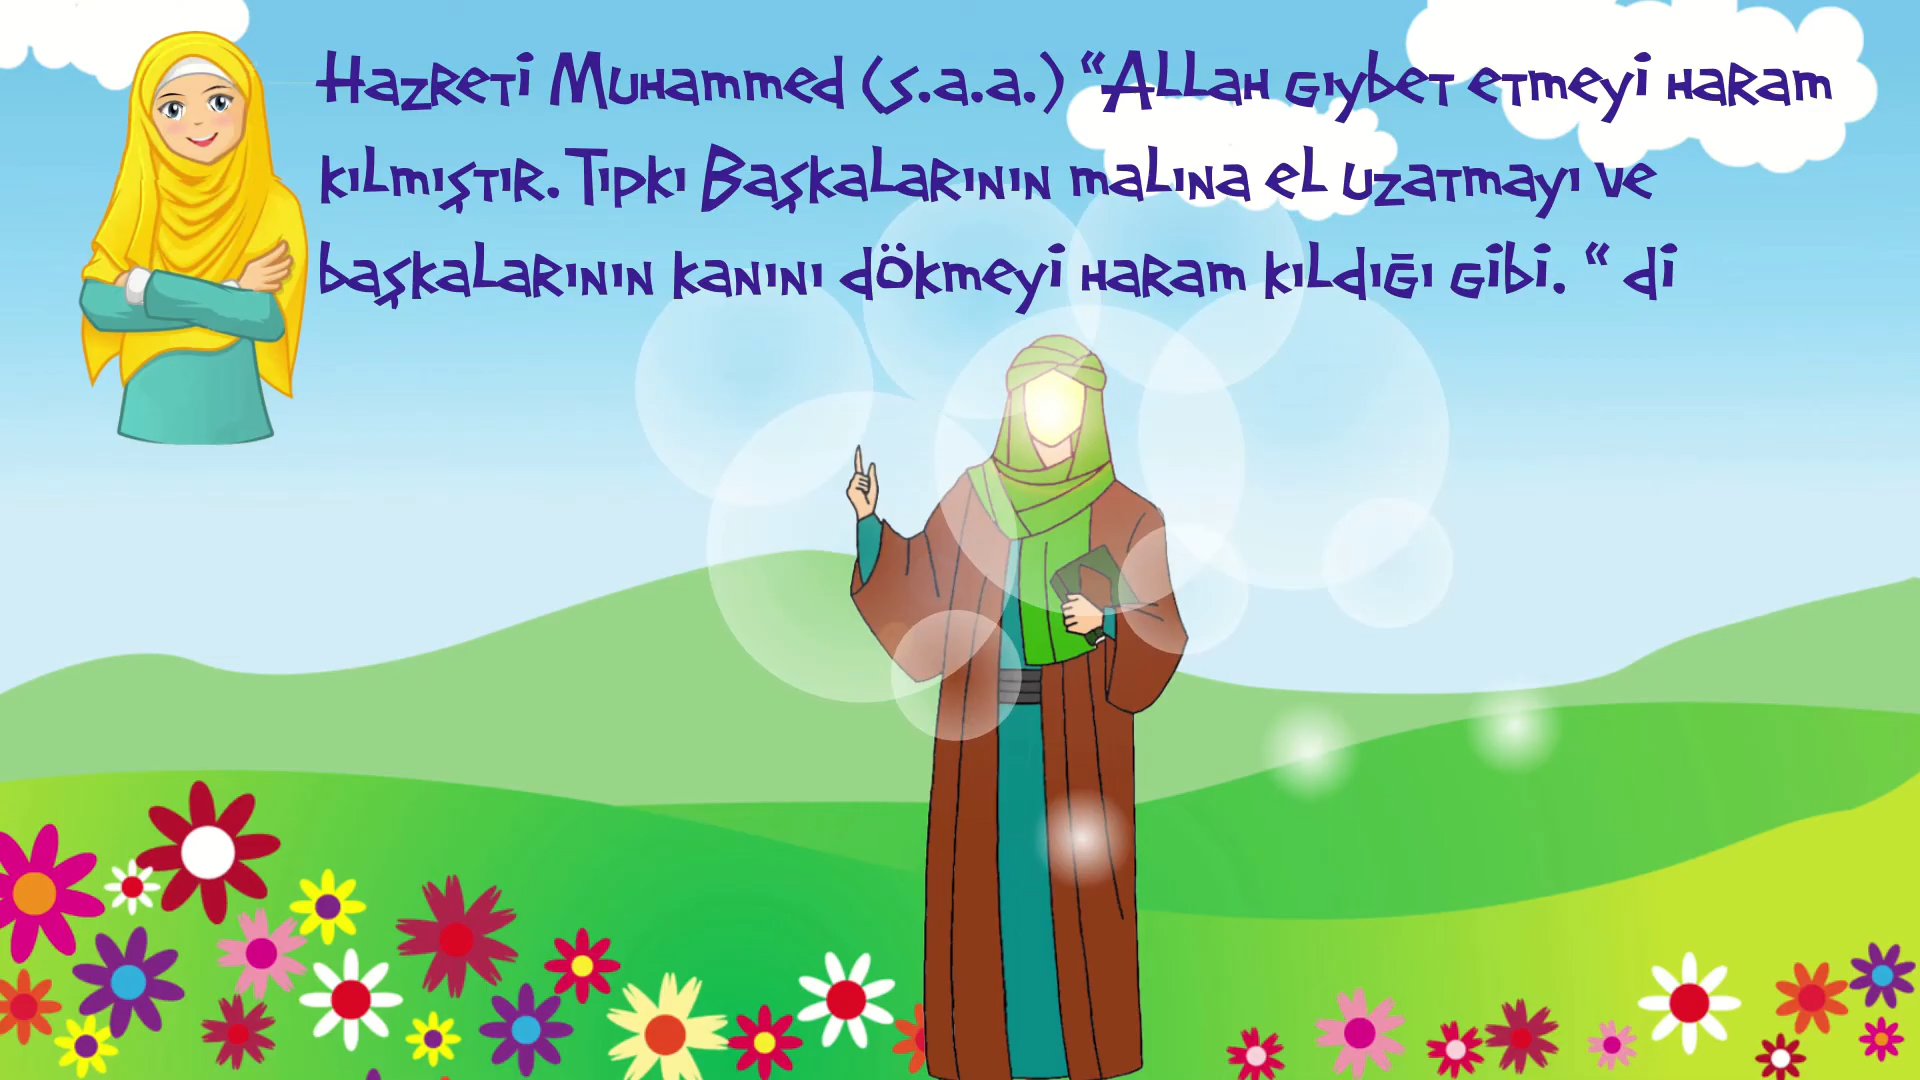 Hazreti Muhammed (s.a.a.) “Allah gıybet etmeyi haram
kılmıştır. Tıpkı Başkalarının malına el uzatmayı ve
başkalarının kanını dökmeyi haram kıldığı gibi. “ di